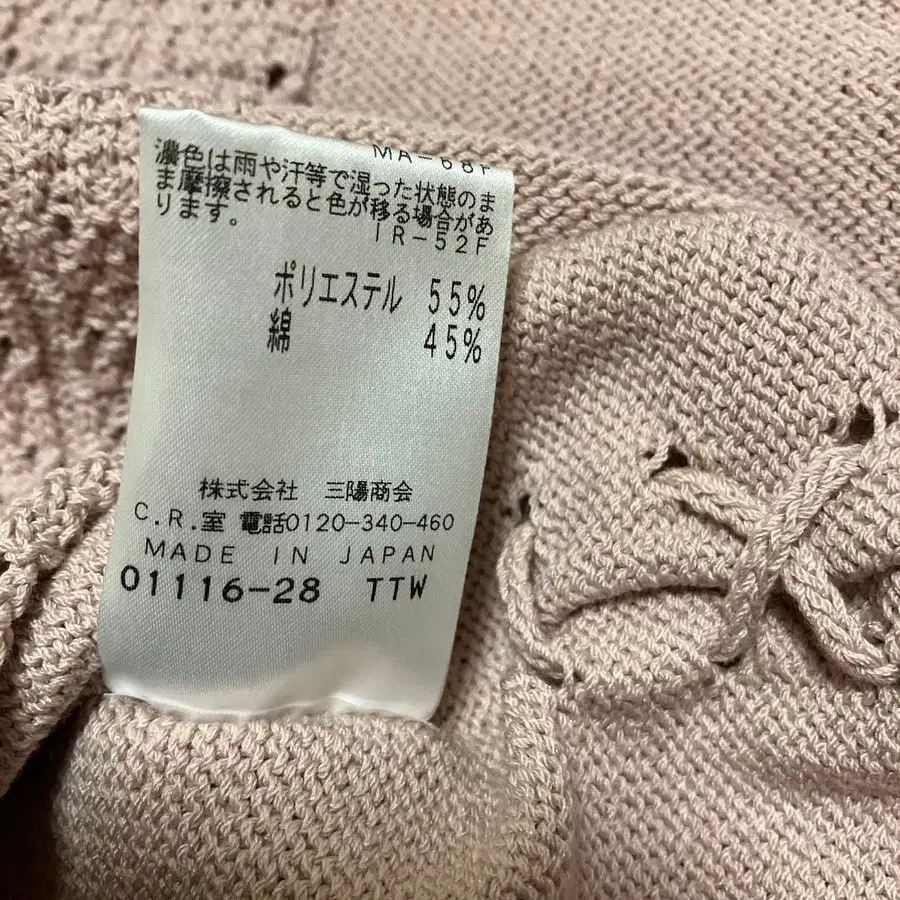 MA-68F
濃色は雨や汗等で湿った状態のま
ま摩擦されると色が移る場合があ
ります。
IR-52F
ポリエステル 55%
綿 45%
株式会社 三陽商会
C.R.室 電話0120-340-460
MADE IN JAPAN
01116-28 TTW